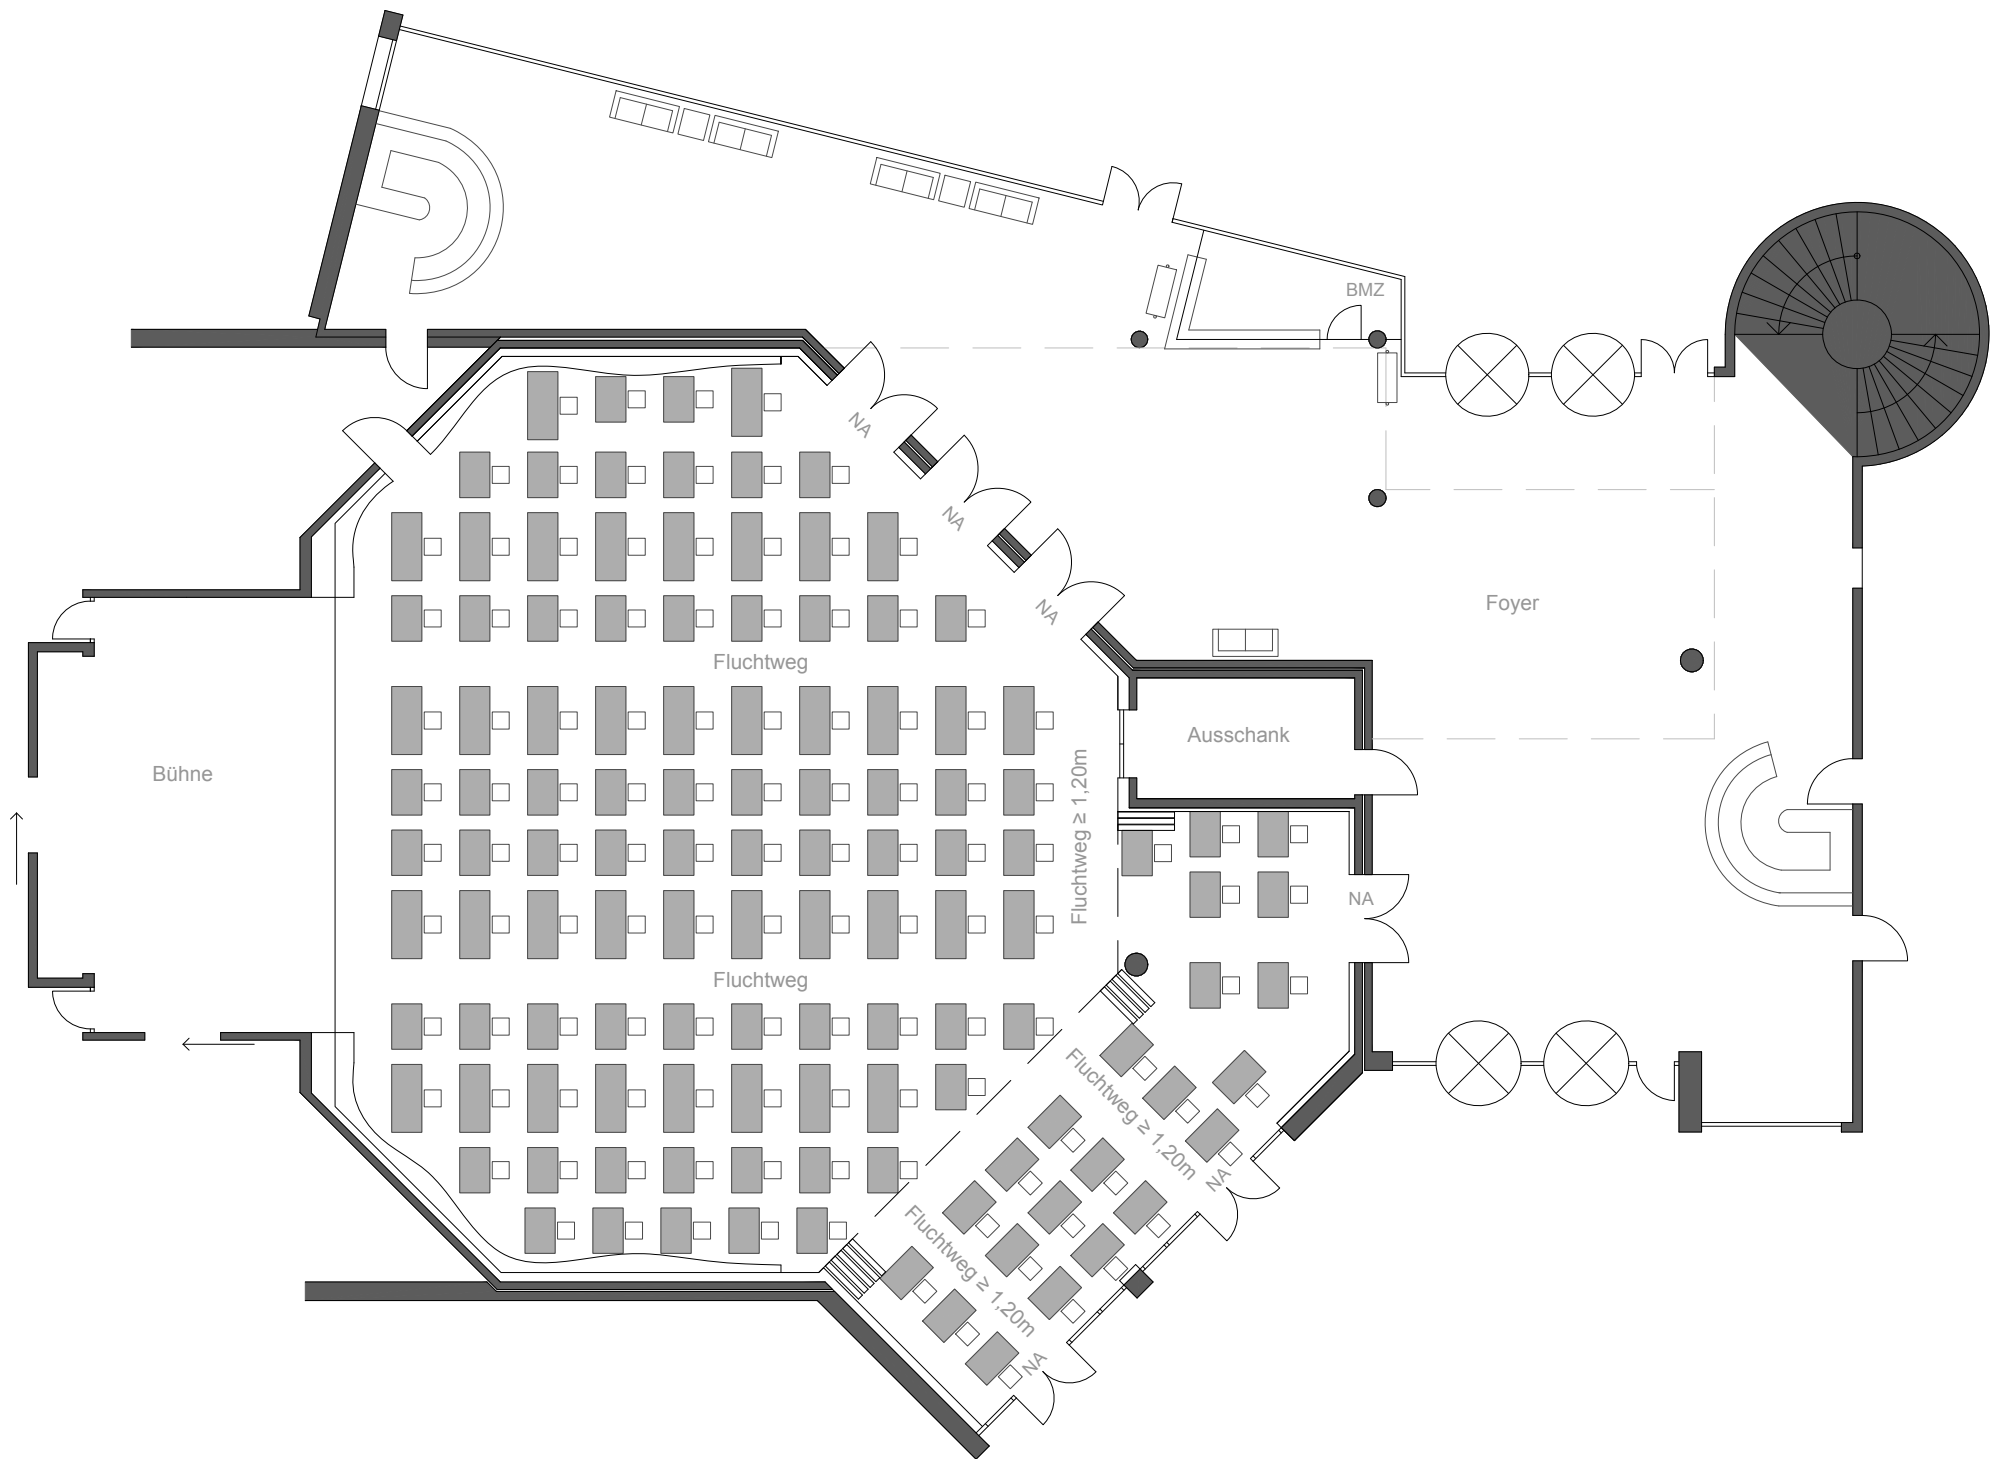 BMZ
NA
NA
NA
Foyer
Fluchtweg
Ausschank
Bühne
Fluchtweg ≥ 1,20m
NA
Fluchtweg
Fluchtweg ≥ 1,20m
NA
Fluchtweg ≥ 1,20m
NA